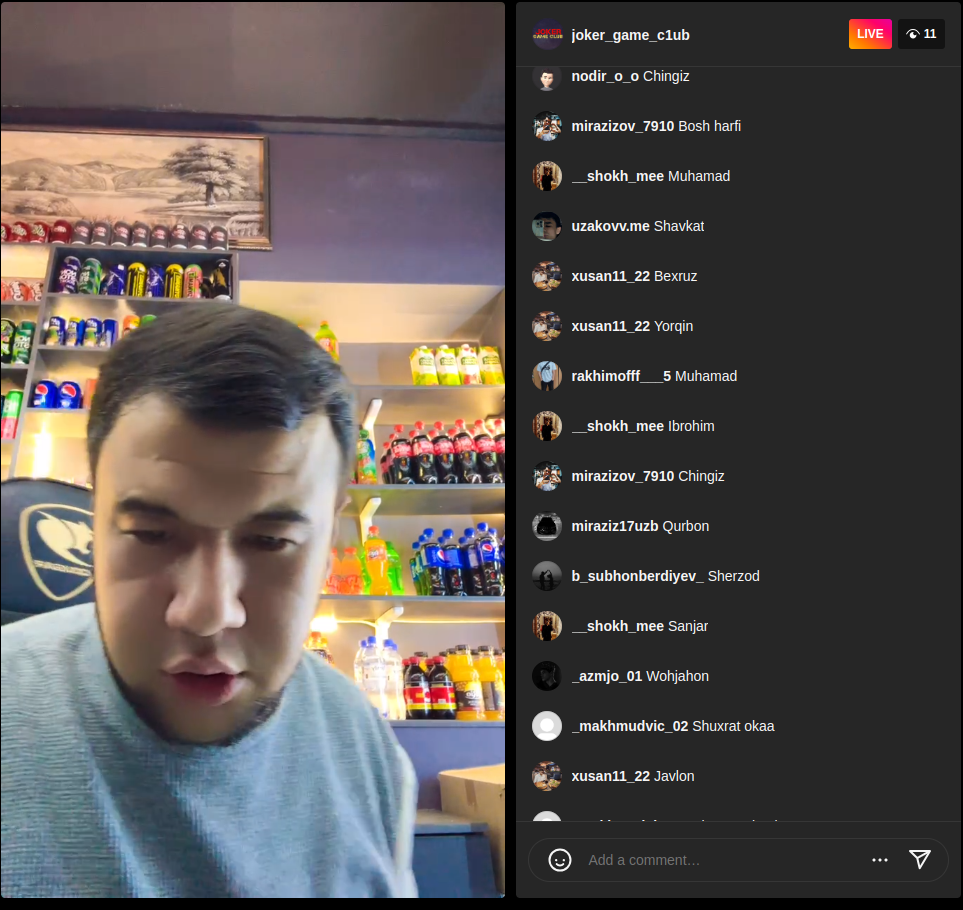 joker_game_c1ub
LIVE
11
nodir_o_o Chingiz
mirazizov_7910 Bosh harfi
__shokh_mee Muhamad
uzakovv.me Shavkat
xusan11_22 Bexruz
xusan11_22 Yorqin
rakhimofff___5 Muhamad
__shokh_mee Ibrohim
mirazizov_7910 Chingiz
miraziz17uzb Qurbon
b_subhonberdiyev_ Sherzod
__shokh_mee Sanjar
_azmjo_01 Wohjahon
_makhmudvic_02 Shuxrat okaa
xusan11_22 Javlon
Add a comment…